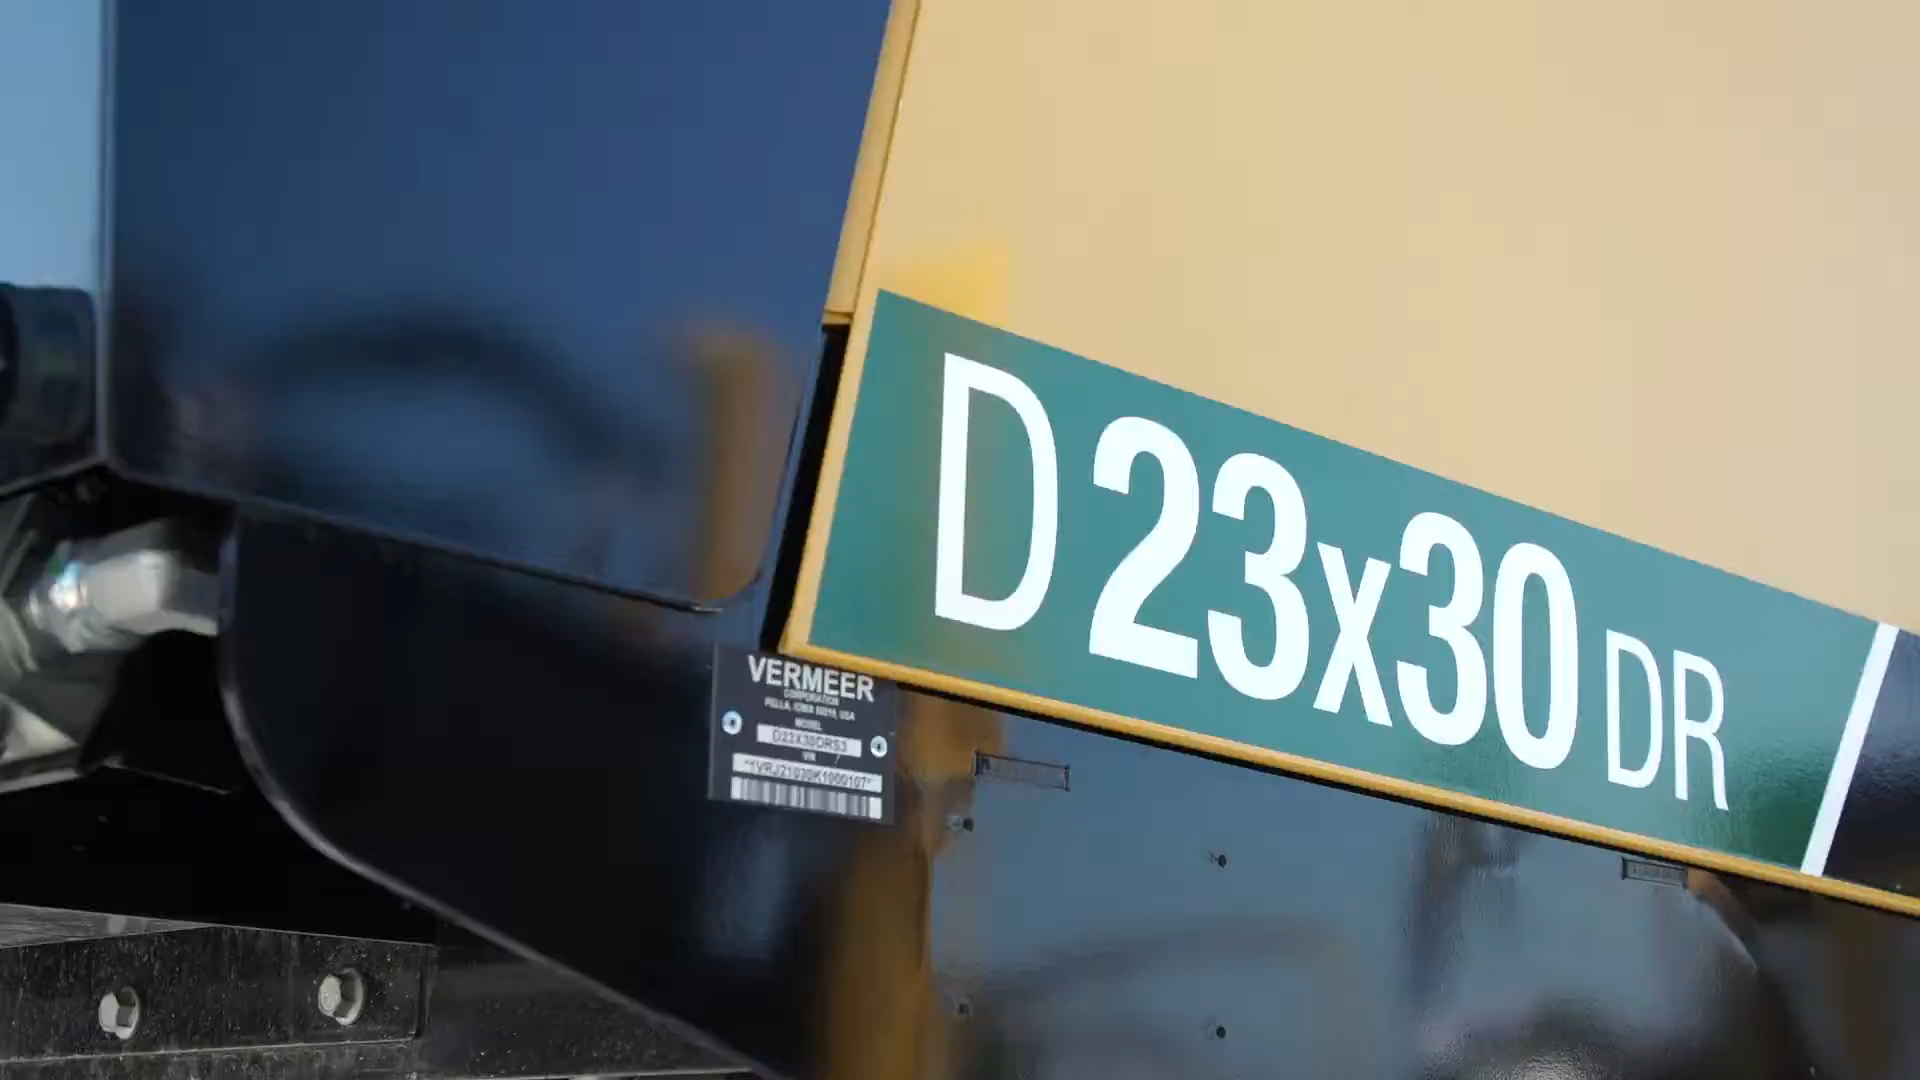 D23x30 DR
VERMEER
CORPORATION
PELLA, IOWA 50219, USA
MODEL
D23X30DRS3
VIN